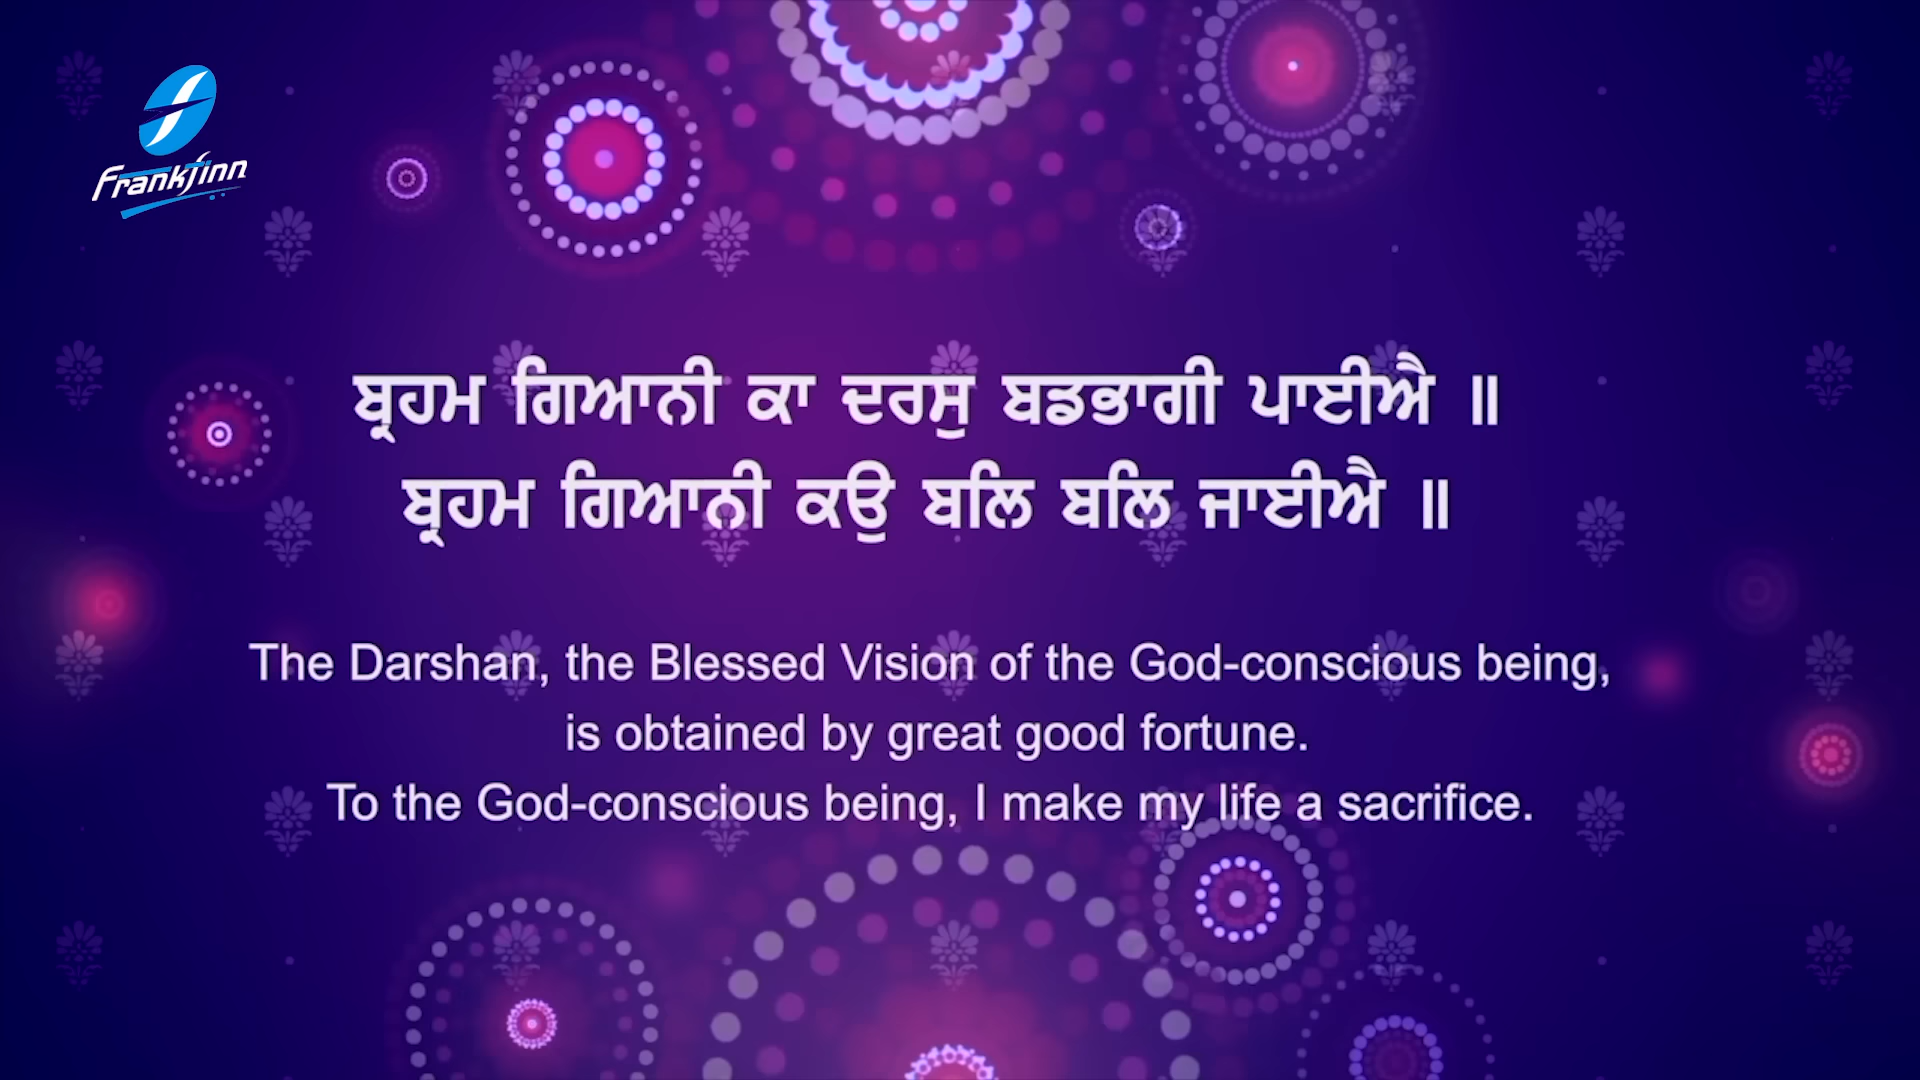 Frankfinn
ਬ੍ਰਹਮ ਗਿਆਨੀ ਕਾ ਦਰਸੁ ਬਡਭਾਗੀ ਪਾਈਐ ॥
ਬ੍ਰਹਮ ਗਿਆਨੀ ਕਉ ਬਲਿ ਬਲਿ ਜਾਈਐ ॥
The Darshan, the Blessed Vision of the God-conscious being,
is obtained by great good fortune.
To the God-conscious being, I make my life a sacrifice.